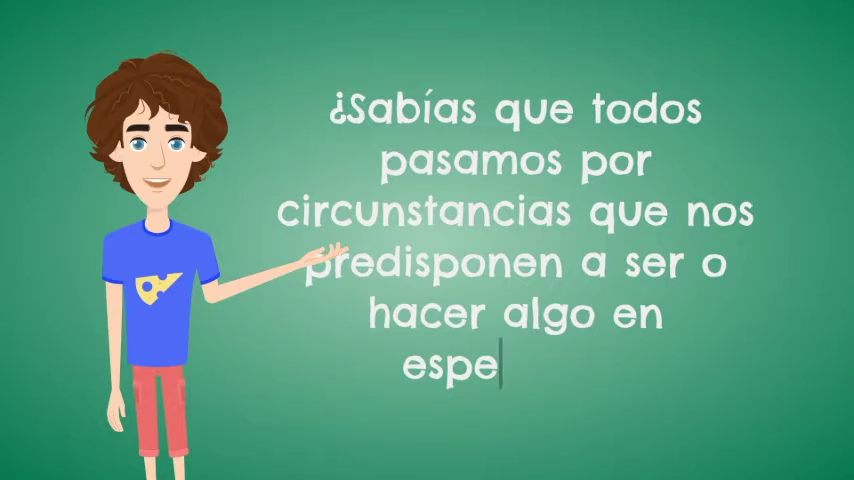 ¿Sabías que todos
pasamos por
circunstancias que nos
predisponen a ser o
hacer algo en
espe